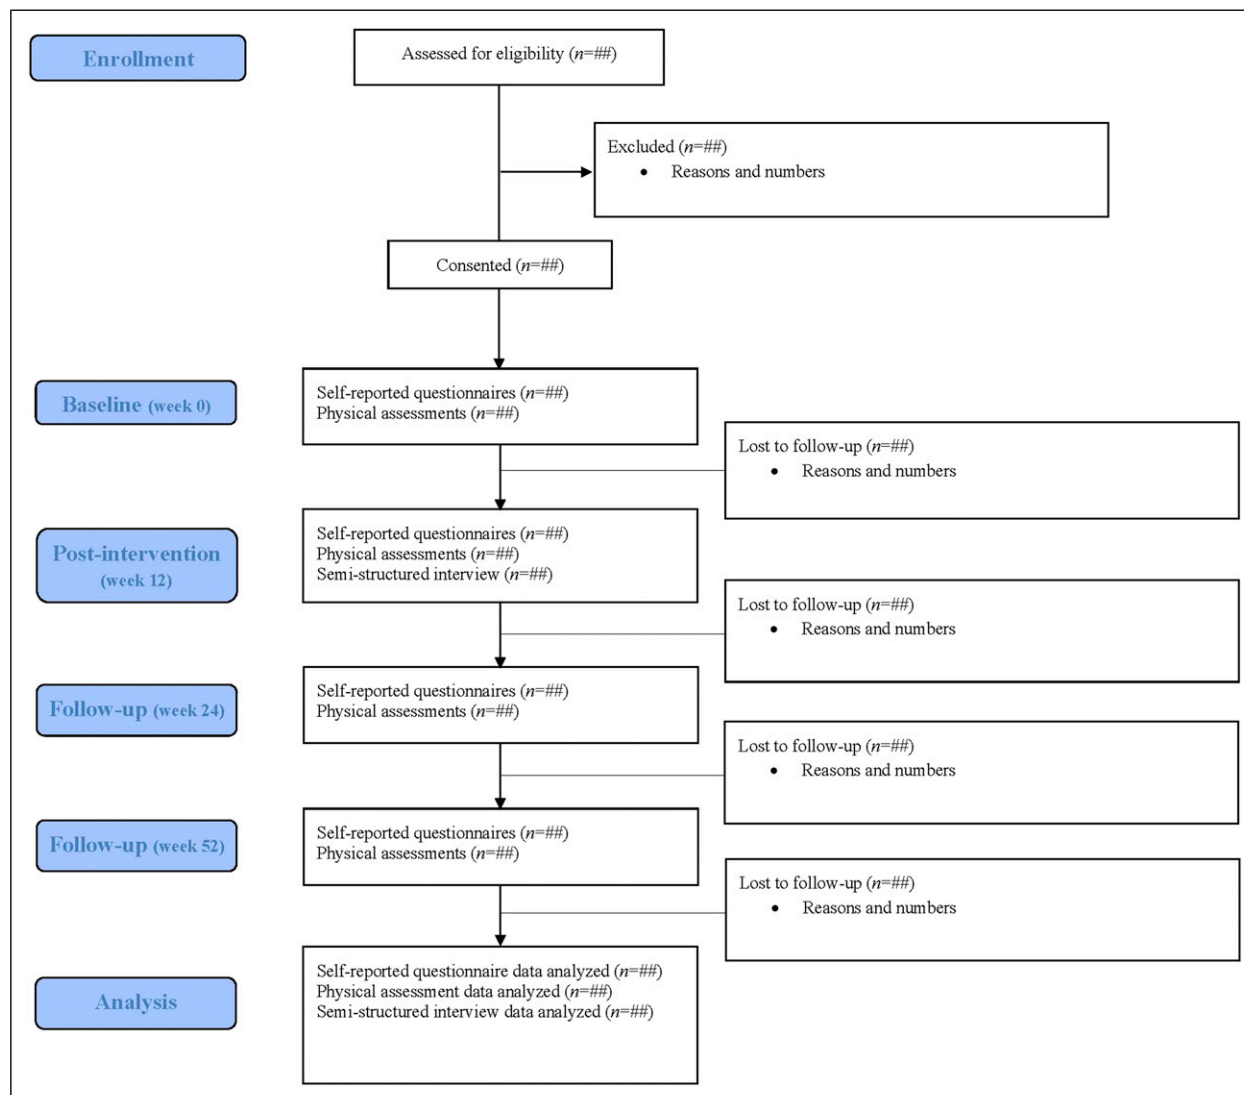 Enrollment
Assessed for eligibility (n=##)
Excluded (n=##)
• Reasons and numbers
Consented (n=##)
Baseline (week 0)
Self-reported questionnaires (n=##)
Physical assessments (n=##)
Lost to follow-up (n=##)
• Reasons and numbers
Post-intervention
(week 12)
Self-reported questionnaires (n=##)
Physical assessments (n=##)
Semi-structured interview (n=##)
Lost to follow-up (n=##)
• Reasons and numbers
Follow-up (week 24)
Self-reported questionnaires (n=##)
Physical assessments (n=##)
Lost to follow-up (n=##)
• Reasons and numbers
Follow-up (week 52)
Self-reported questionnaires (n=##)
Physical assessments (n=##)
Lost to follow-up (n=##)
• Reasons and numbers
Analysis
Self-reported questionnaire data analyzed (n=##)
Physical assessment data analyzed (n=##)
Semi-structured interview data analyzed (n=##)